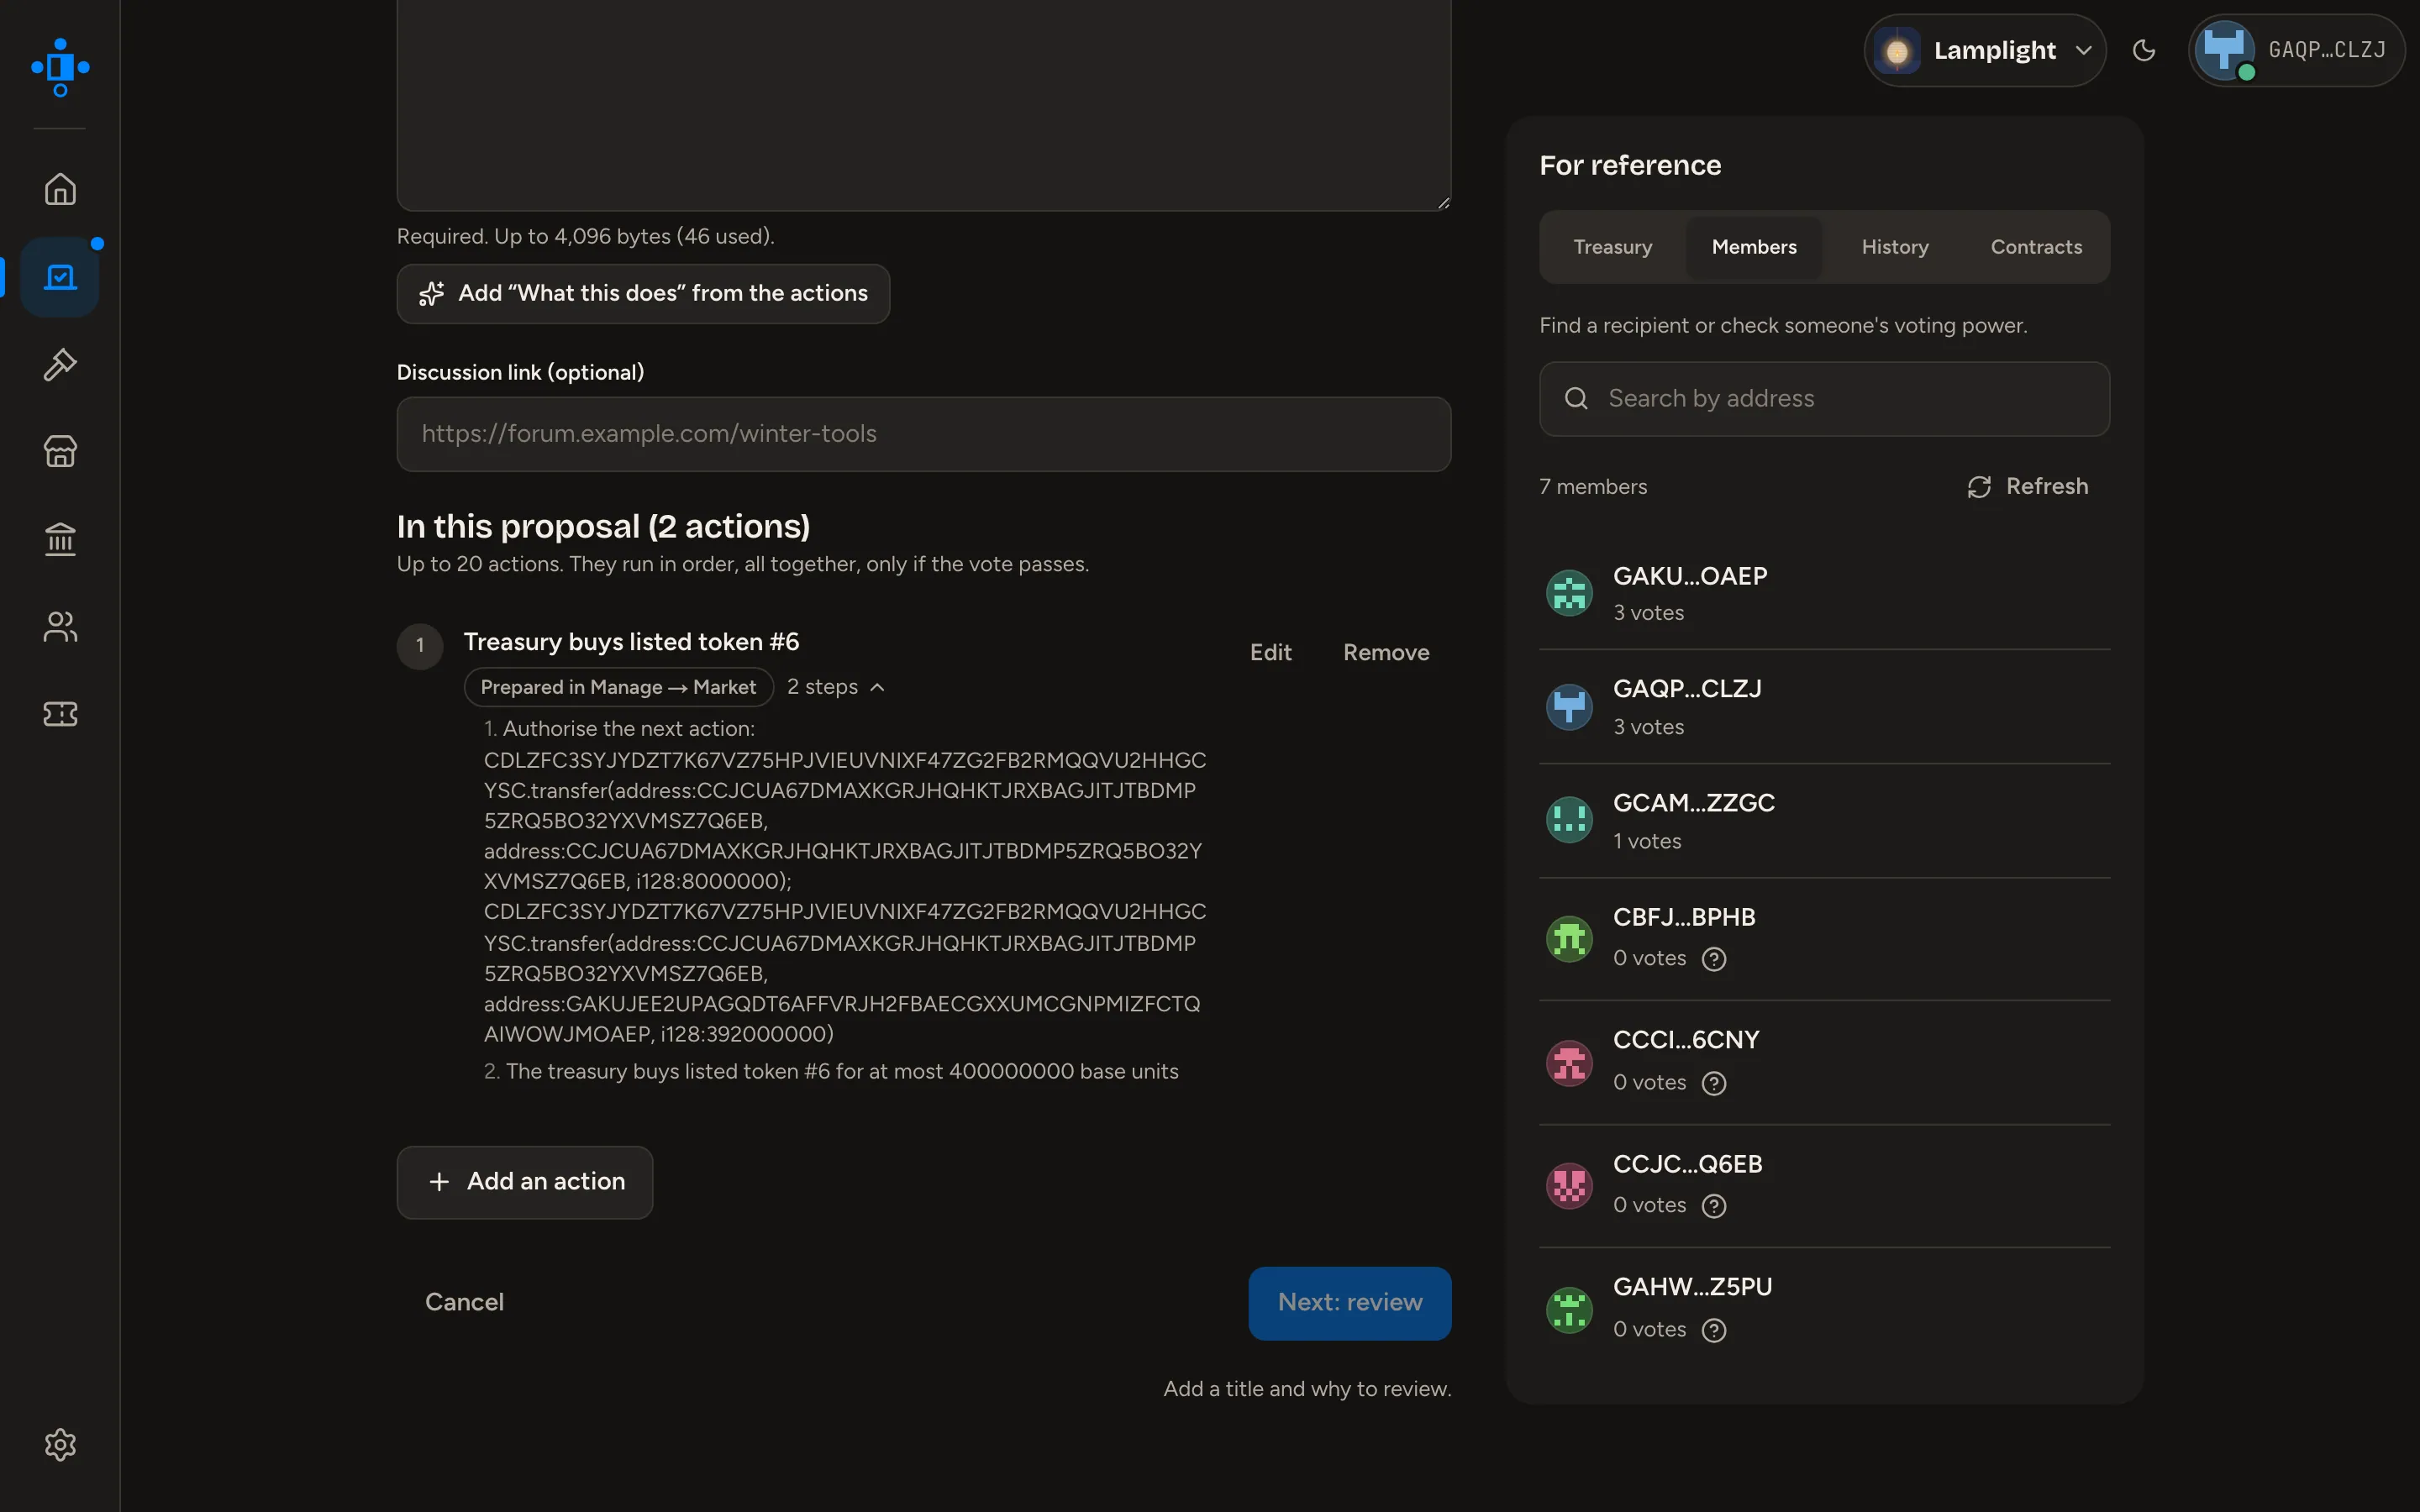 Lamplight
GAQP...CLZJ
Required. Up to 4,096 bytes (46 used).
Add “What this does” from the actions
Discussion link (optional)
https://forum.example.com/winter-tools
In this proposal (2 actions)
Up to 20 actions. They run in order, all together, only if the vote passes.
1
Treasury buys listed token #6
Edit
Remove
Prepared in Manage → Market
2 steps
1. Authorise the next action:
CDLZFC3SYJYDZT7K67VZ75HPJVIEUVNIXF47ZG2FB2RMQQVU2HHGC
YSC.transfer(address:CCJCUA67DMAXKGRJHQHKTJRXBAGJITJTBDMP
5ZRQ5BO32YXVMSZ7Q6EB,
address:CCJCUA67DMAXKGRJHQHKTJRXBAGJITJTBDMP5ZRQ5BO32Y
XVMSZ7Q6EB, i128:8000000);
CDLZFC3SYJYDZT7K67VZ75HPJVIEUVNIXF47ZG2FB2RMQQVU2HHGC
YSC.transfer(address:CCJCUA67DMAXKGRJHQHKTJRXBAGJITJTBDMP
5ZRQ5BO32YXVMSZ7Q6EB,
address:GAKUJEE2UPAGQDT6AFFVRJH2FBAECGXXUMCGNPMIZFCTQ
AIWOWJMOAEP, i128:392000000)
2. The treasury buys listed token #6 for at most 400000000 base units
Add an action
Cancel
Next: review
Add a title and why to review.
For reference
Treasury
Members
History
Contracts
Find a recipient or check someone's voting power.
Search by address
7 members
Refresh
GAKU...OAEP
3 votes
GAQP...CLZJ
3 votes
GCAM...ZZGC
1 votes
CBFJ...BPHB
0 votes
CCCI...6CNY
0 votes
CCJC...Q6EB
0 votes
GAHW...Z5PU
0 votes